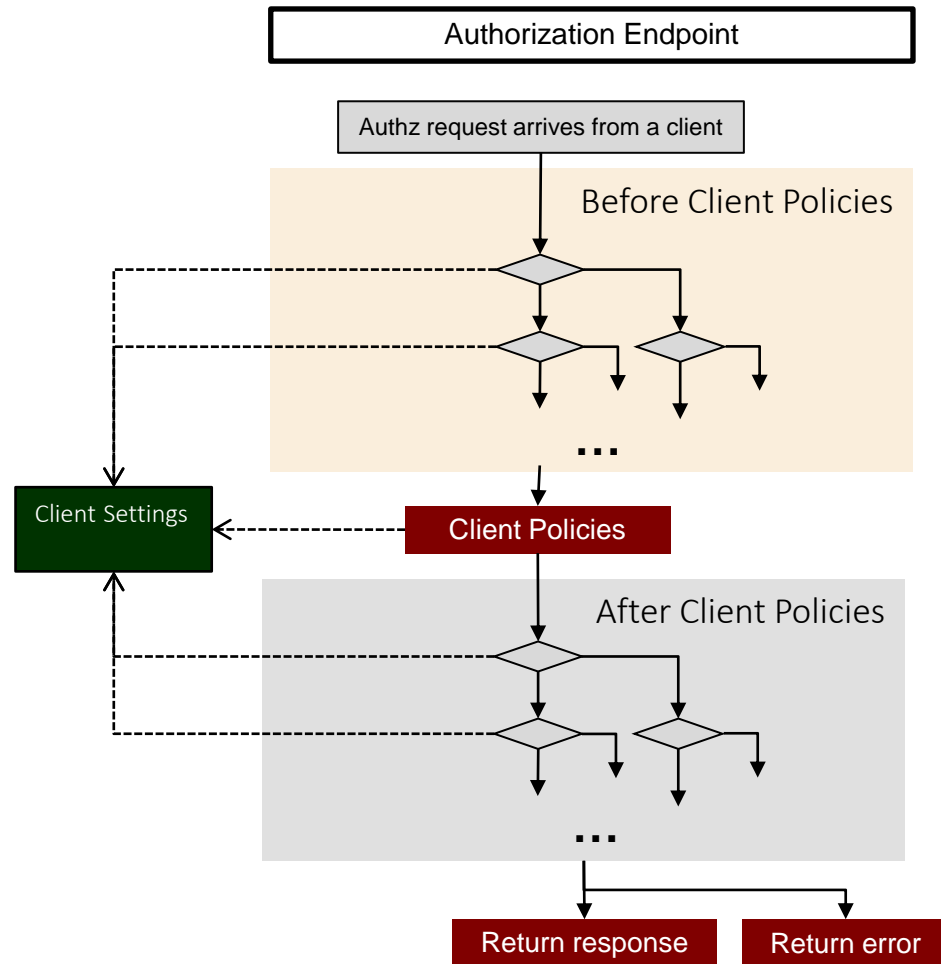 Authorization Endpoint
Authz request arrives from a client
Before Client Policies
...
Client Settings
Client Policies
After Client Policies
...
Return response
Return error